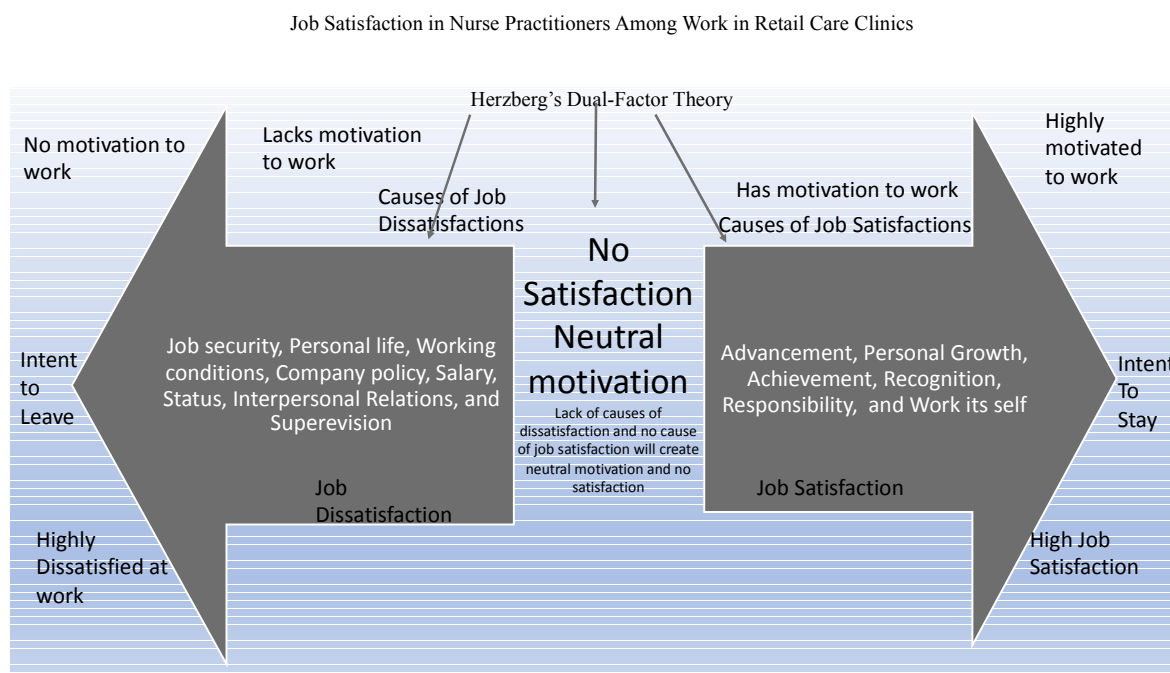 Job Satisfaction in Nurse Practitioners Among Work in Retail Care Clinics
Herzberg's Dual-Factor Theory
No motivation to
work
Lacks motivation
to work
Causes of Job
Dissatisfactions
Has motivation to work
Causes of Job Satisfactions
Highly
motivated
to work
Intent
to
Leave
Job security, Personal life, Working
conditions, Company policy, Salary,
Status, Interpersonal Relations, and
Superevision
Job
Dissatisfaction
No
Satisfaction
Neutral
motivation
Lack of causes of
dissatisfaction and no cause
of job satisfaction will create
neutral motivation and no
satisfaction
Advancement, Personal Growth,
Achievement, Recognition,
Responsibility,  and Work its self
Job Satisfaction
Intent
To
Stay
Highly
Dissatisfied at
work
High Job
Satisfaction